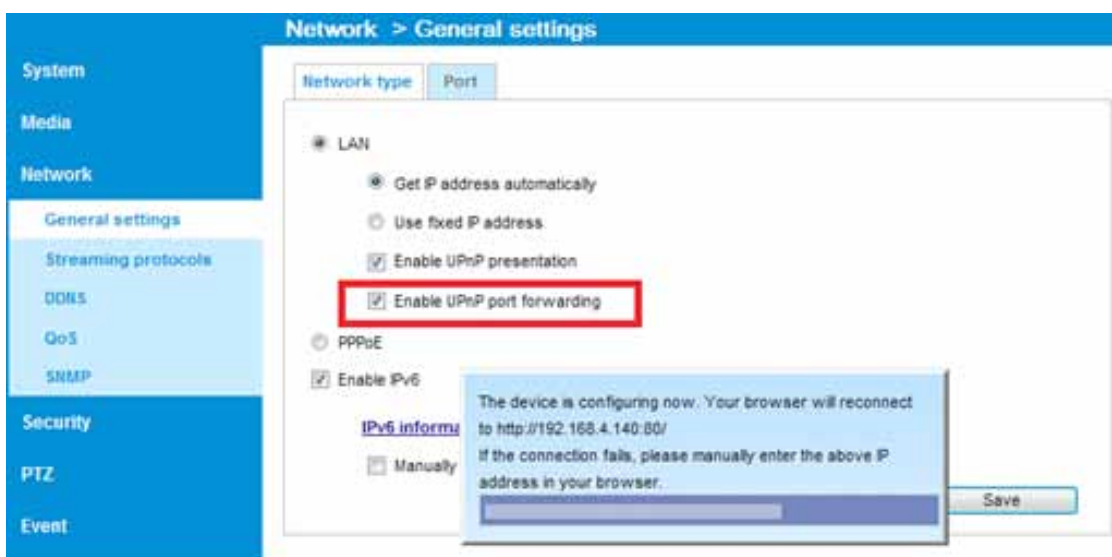 Network > General settings
System
Media
Network
General settings
Streaming protocols
DDNS
QoS
SNMP
Security
PTZ
Event
Network type
Port
LAN
Get IP address automatically
Use fixed IP address
Enable UPnP presentation
Enable UPnP port forwarding
PPPoE
Enable IPv6
IPv6 informa
Manually
The device is configuring now. Your browser will reconnect
to http://192.168.4.140:80/
If the connection fails, please manually enter the above IP
address in your browser.
Save